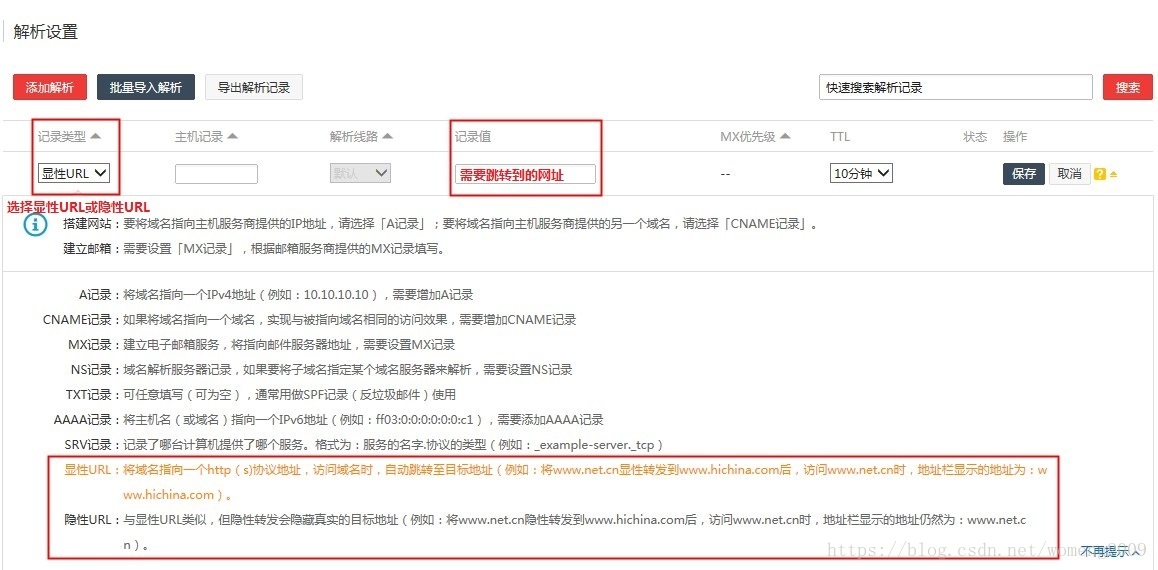 解析设置
添加解析 批量导入解析 导出解析记录 快速搜索解析记录 搜索
记录类型 主机记录 解析线路 记录值 MX优先级 TTL 状态 操作
显性URL 默认 需要跳转到的网址 -- 10分钟 保存 取消 ?
选择显性URL或隐性URL
搭建网站：要将域名指向主机服务商提供的IP地址，请选择「A记录」；要将域名指向主机服务商提供的另一个域名，请选择「CNAME记录」。
建立邮箱：需要设置「MX记录」，根据邮箱服务商提供的MX记录填写。
A记录：将域名指向一个IPv4地址（例如：10.10.10.10），需要增加A记录
CNAME记录：如果将域名指向一个域名，实现与被指向域名相同的访问效果，需要增加CNAME记录
MX记录：建立电子邮箱服务，将指向邮件服务器地址，需要设置MX记录
NS记录：域名解析服务器记录，如果要将子域名指定某个域名服务器来解析，需要设置NS记录
TXT记录：可任意填写（可为空），通常用做SPF记录（反垃圾邮件）使用
AAAA记录：将主机名（或域名）指向一个IPv6地址（例如：ff03:0:0:0:0:0:c1），需要添加AAAA记录
SRV记录：记录了哪台计算机提供了哪个服务。格式为：服务的名字.协议的类型（例如：_example-server._tcp）
显性URL：将域名指向一个http（s)协议地址，访问域名时，自动跳转至目标地址（例如：将www.net.cn显性转发到www.hichina.com后，访问www.net.cn时，地址栏显示的地址为：w
ww.hichina.com）。
隐性URL：与显性URL类似，但隐性转发会隐藏真实的目标地址（例如：将www.net.cn隐性转发到www.hichina.com后，访问www.net.cn时，地址栏显示的地址仍然为：www.net.c
n）。
不再提示